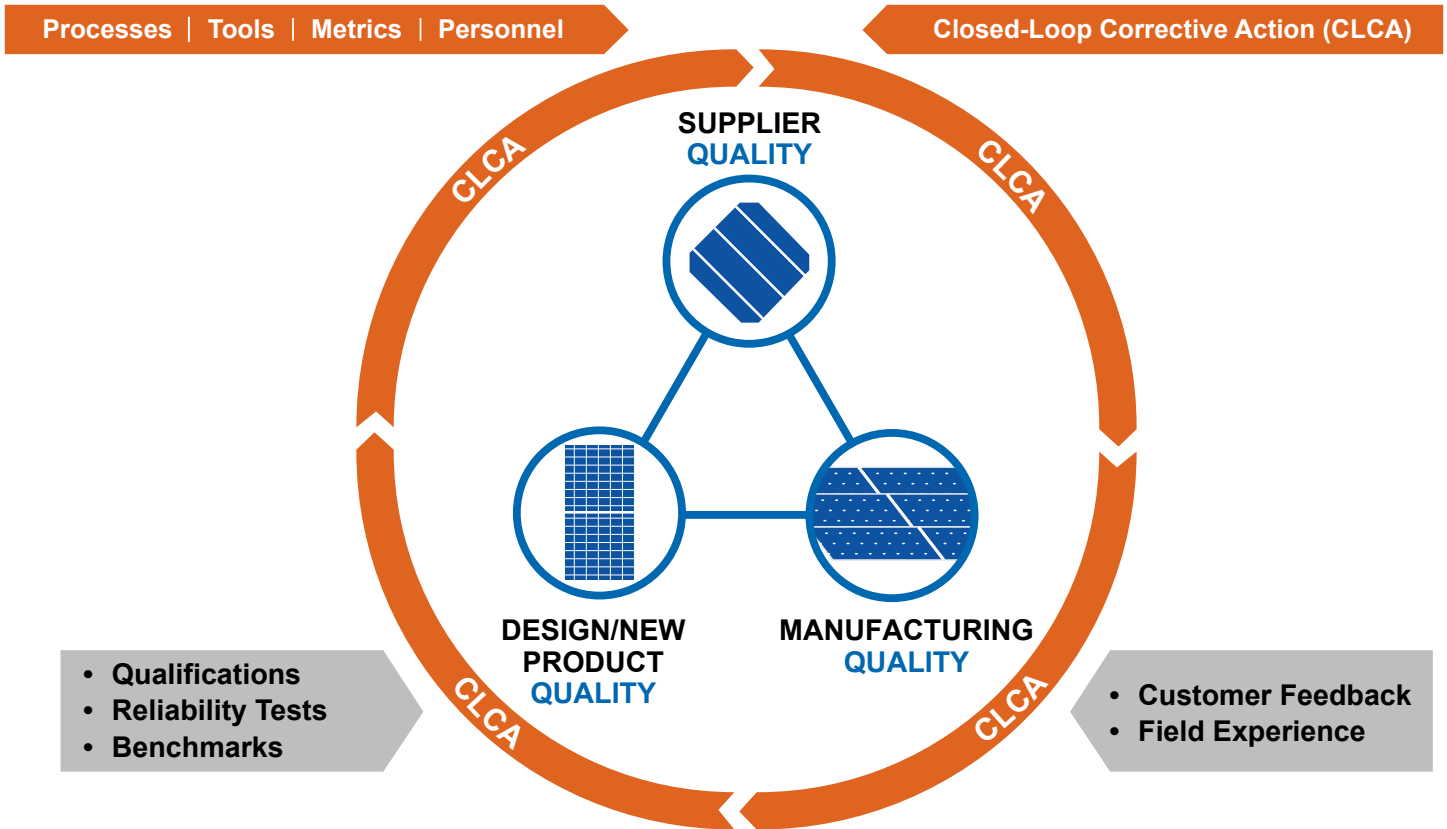 Processes | Tools | Metrics | Personnel
Closed-Loop Corrective Action (CLCA)
CLCA
CLCA
SUPPLIER
QUALITY
DESIGN/NEW
PRODUCT
QUALITY
MANUFACTURING
QUALITY
• Qualifications
• Reliability Tests
• Benchmarks
CLCA
CLCA
• Customer Feedback
• Field Experience